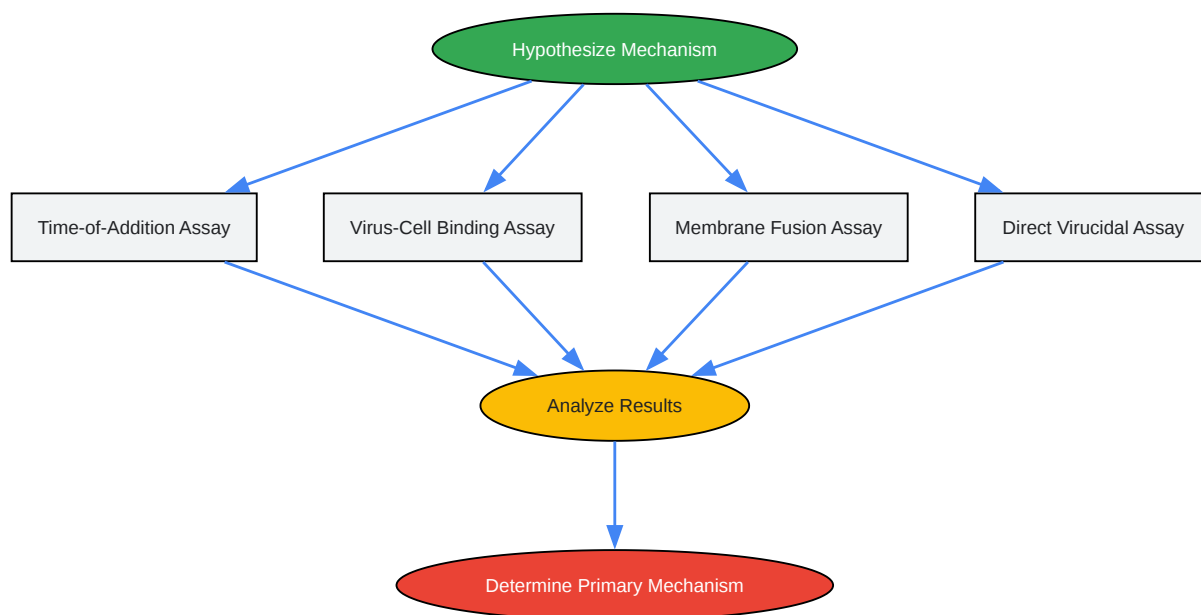 Hypothesize Mechanism
Time-of-Addition Assay
Virus-Cell Binding Assay
Membrane Fusion Assay
Direct Virucidal Assay
Analyze Results
Determine Primary Mechanism